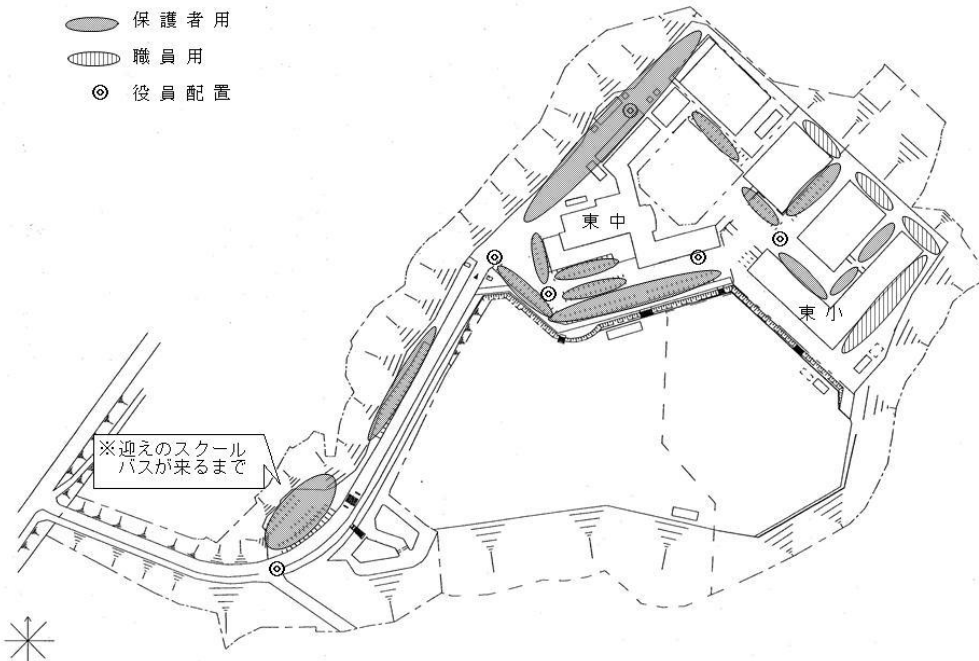 保護者用
職員用
役員配置
東中
東小
※迎えのスクール
バスが来るまで